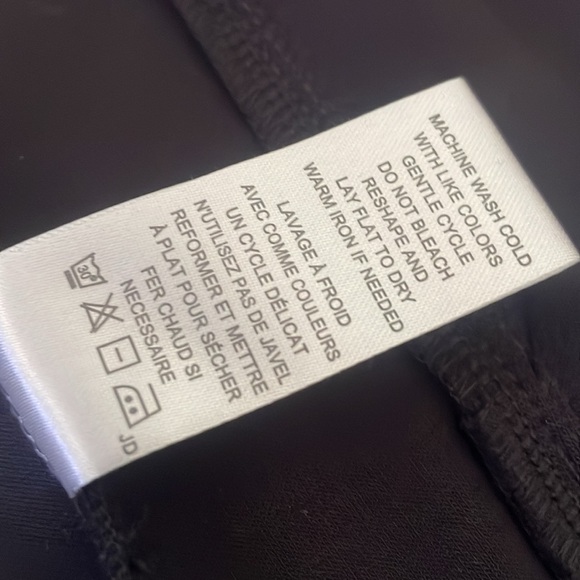 MACHINE WASH COLD
WITH LIKE COLORS
GENTLE CYCLE
DO NOT BLEACH
RESHAPE AND
LAY FLAT TO DRY
WARM IRON IF NEEDED
LAVAGE À FROID
AVEC COMME COULEURS
UN CYCLE DÉLICAT
N'UTILISEZ PAS DE JAVEL
REFORMER ET METTRE
À PLAT POUR SÉCHER
FER CHAUD SI
NECESSAIRE
30°
JD